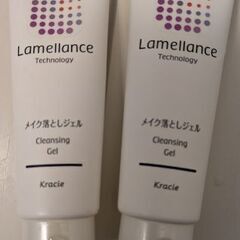 Lamellance
Technology
メイク落としジェル
Cleansing
Gel
Kracie
Lamellance
Technology
メイク落としジェル
Cleansing
Gel
Kracie